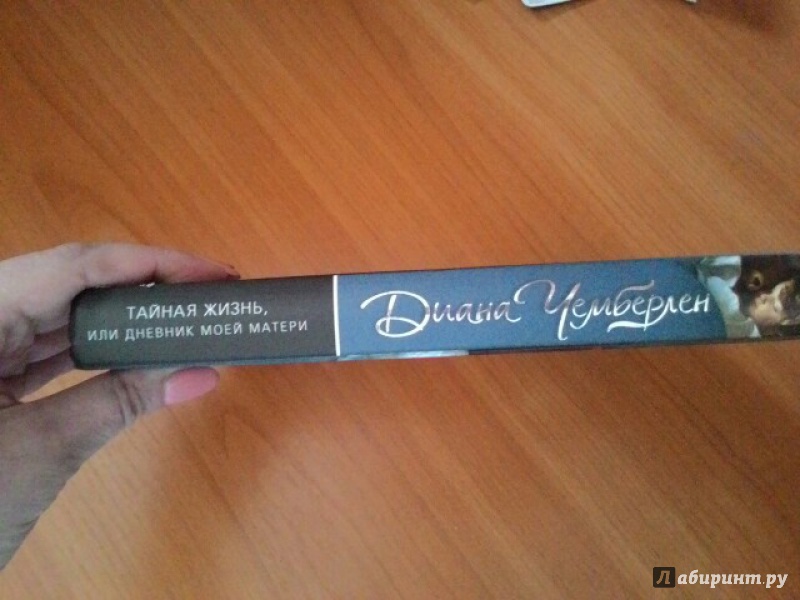 ТАЙНАЯ ЖИЗНЬ,
ИЛИ ДНЕВНИК МОЕЙ МАТЕРИ
Диана Чемберлен
Лабиринт.ру